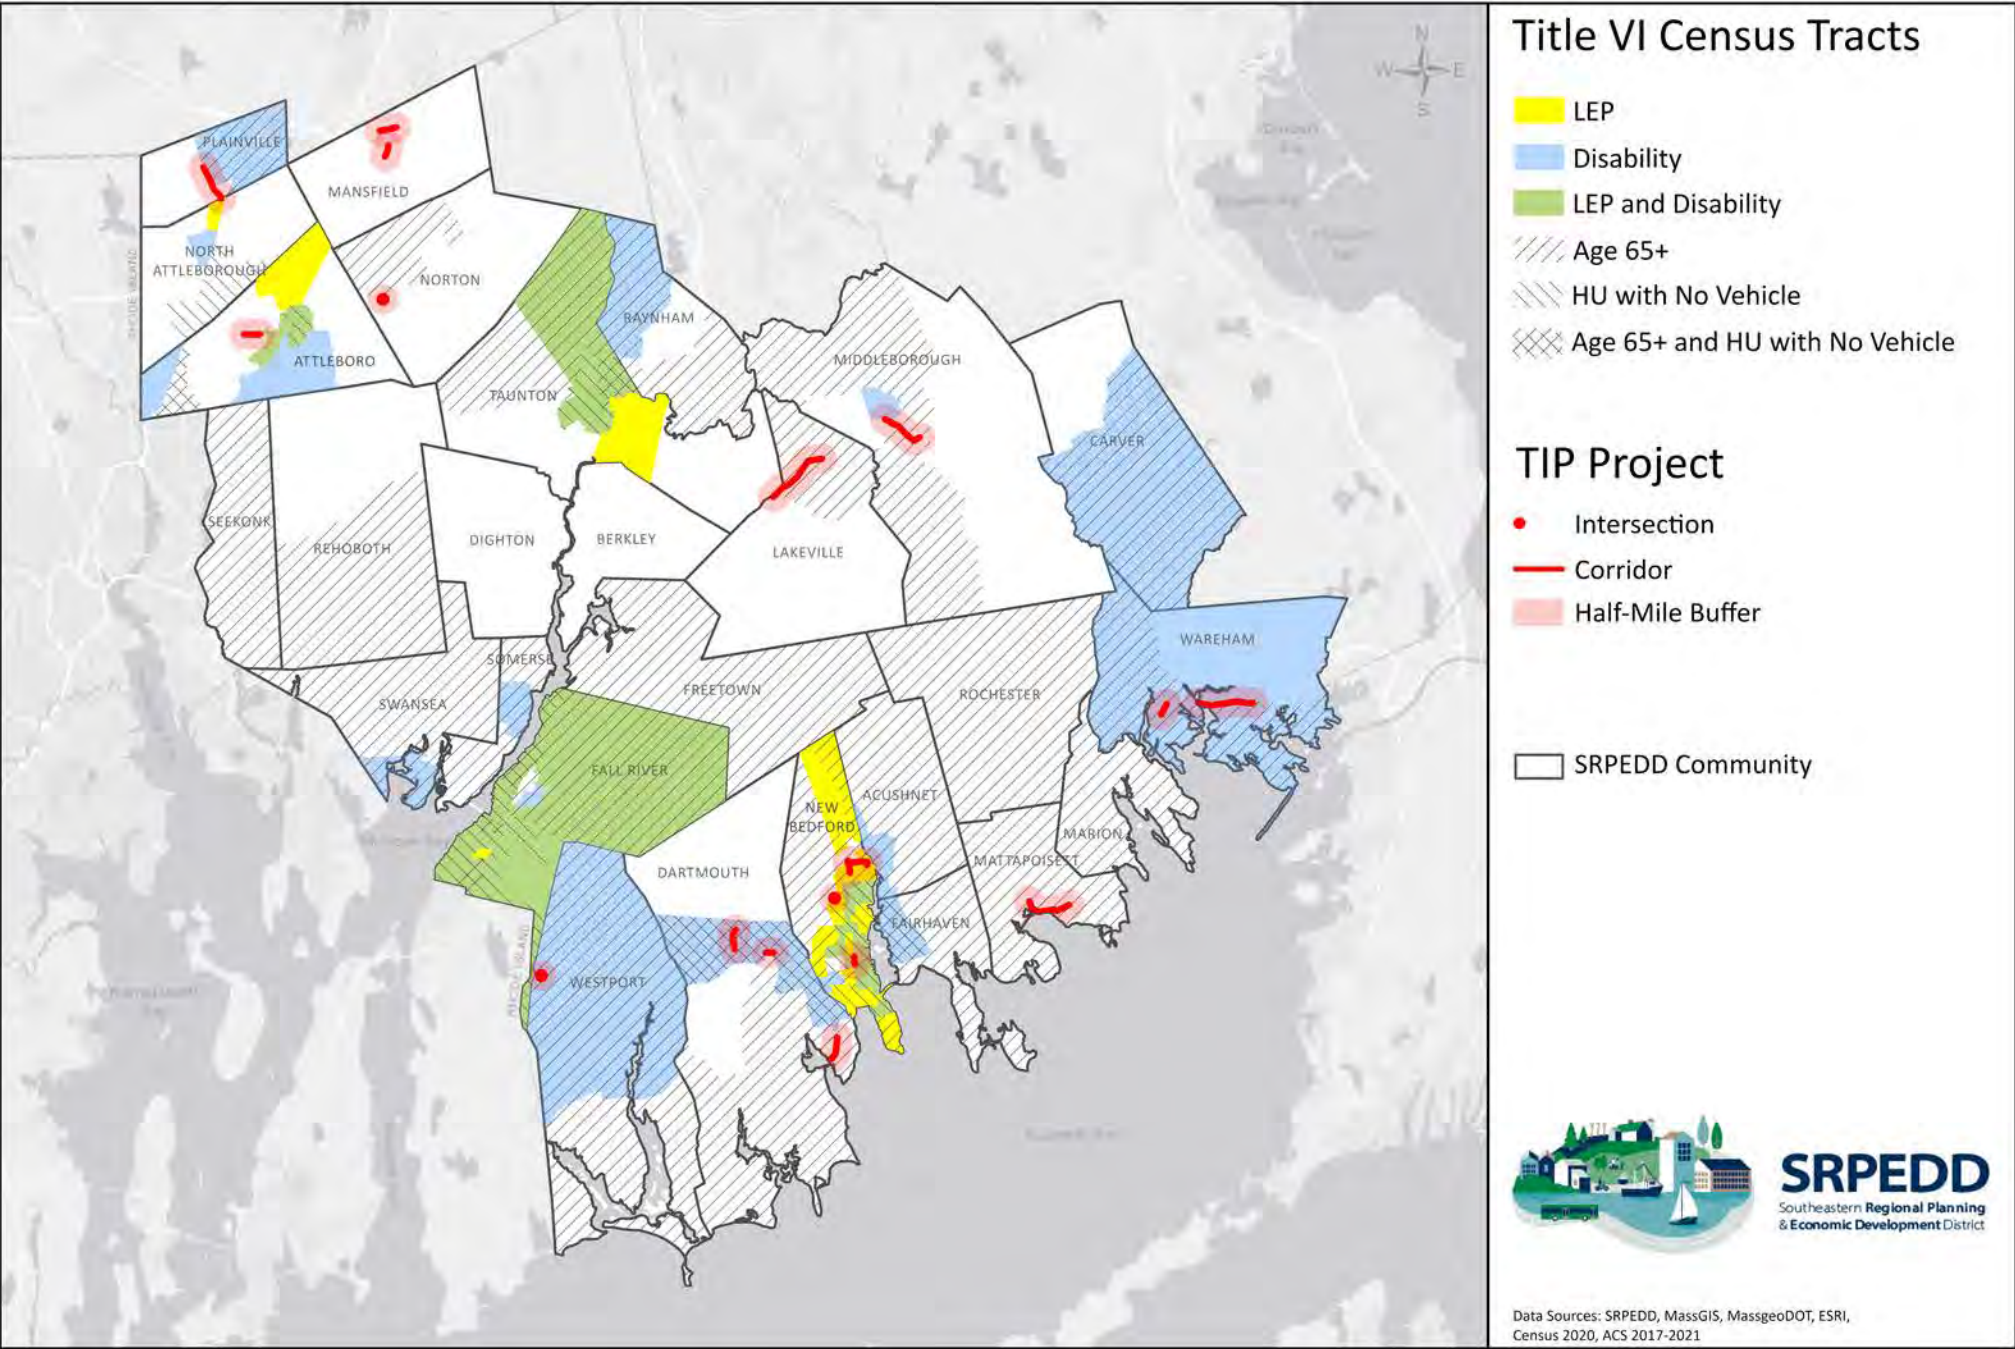 N
W E
S
PLAINVILLE
MANSFIELD
NORTH
ATTLEBOROUGH
NORTON
RHODE ISLAND
RAYNHAM
ATTLEBORO
MIDDLEBOROUGH
TAUNTON
CARVER
SEEKONK
REHOBOTH
DIGHTON
BERKLEY
LAKEVILLE
WAREHAM
SOMERSE
SWANSEA
FREETOWN
ROCHESTER
FALL RIVER
NEW
BEDFORD
ACUSHNET
MARION
MATTAPOISETT
DARTMOUTH
FAIRHAVEN
WESTPORT
RHODE ISLAND
Title VI Census Tracts
LEP
Disability
LEP and Disability
Age 65+
HU with No Vehicle
Age 65+ and HU with No Vehicle
TIP Project
Intersection
Corridor
Half-Mile Buffer
SRPEDD Community
SRPEDD
Southeastern Regional Planning
& Economic Development District
Data Sources: SRPEDD, MassGIS, MassgeoDOT, ESRI,
Census 2020, ACS 2017-2021